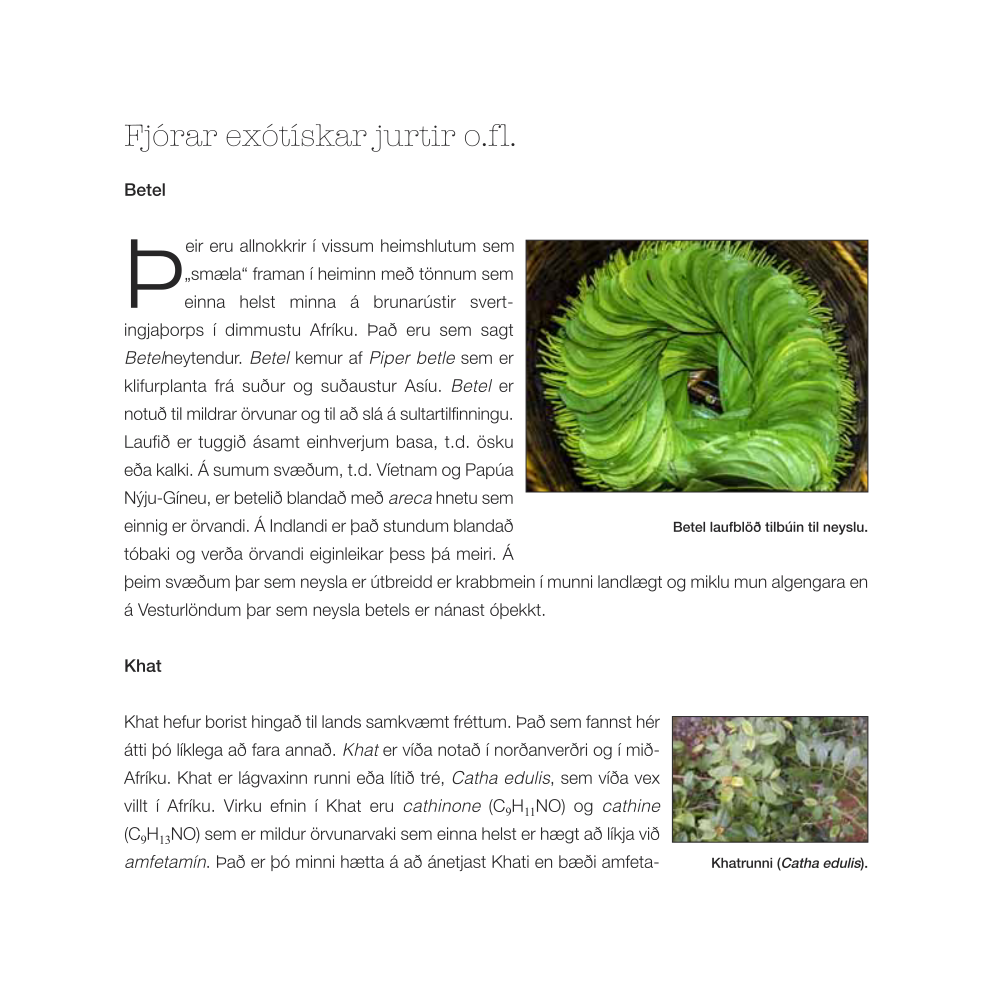 Fjórar exótískar jurtir o.fl.
Betel
Þeir eru allnokkrir í vissum heimshlutum sem
„smæla“ framan í heiminn með tönnum sem
einna helst minna á brunarústir svert-
ingjaþorps í dimmustu Afríku. Það eru sem sagt
Betelneytendur. Betel kemur af Piper betle sem er
klifurplanta frá suður og suðaustur Asíu. Betel er
notuð til mildrar örvunar og til að slá á sultartilfinningu.
Laufið er tuggið ásamt einhverjum basa, t.d. ösku
eða kalki. Á sumum svæðum, t.d. Víetnam og Papúa
Nýju-Gíneu, er betelið blandað með areca hnetu sem
einnig er örvandi. Á Indlandi er það stundum blandað
tóbaki og verða örvandi eiginleikar þess þá meiri. Á
þeim svæðum þar sem neysla er útbreidd er krabbmein í munni landlægt og miklu mun algengara en
á Vesturlöndum þar sem neysla betels er nánast óþekkt.
Betel laufblöð tilbúin til neyslu.
Khat
Khat hefur borist hingað til lands samkvæmt fréttum. Það sem fannst hér
átti þó líklega að fara annað. Khat er víða notað í norðanverðri og í mið-
Afríku. Khat er lágvaxinn runni eða lítið tré, Catha edulis, sem víða vex
villt í Afríku. Virku efnin í Khat eru cathinone (C₉H₁₁NO) og cathine
(C₉H₁₃NO) sem er mildur örvunarvaki sem einna helst er hægt að líkja við
amfetamín. Það er þó minni hætta á að ánetjast Khati en bæði amfeta-
Khatrunni (Catha edulis).